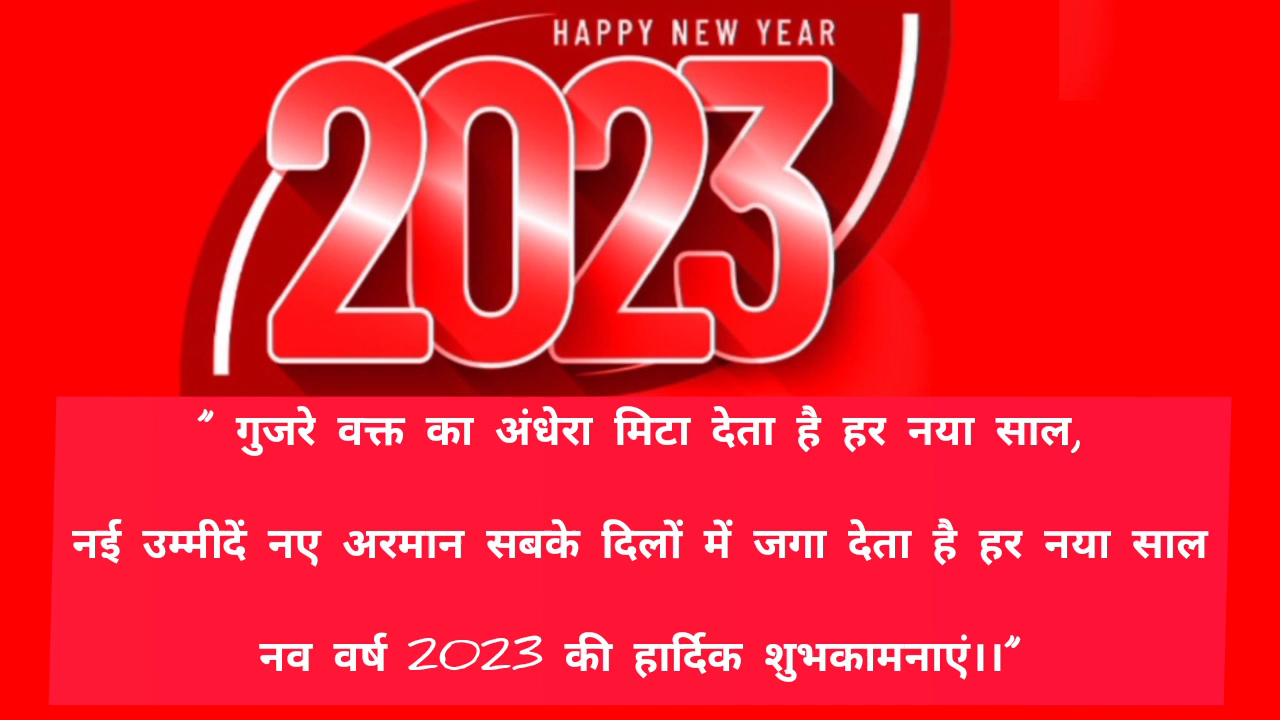 HAPPY NEW YEAR
2023
” गुजरे वक्त का अंधेरा मिटा देता है हर नया साल,
नई उम्मीदें नए अरमान सबके दिलों में जगा देता है हर नया साल
नव वर्ष 2023 की हार्दिक शुभकामनाएं।।”